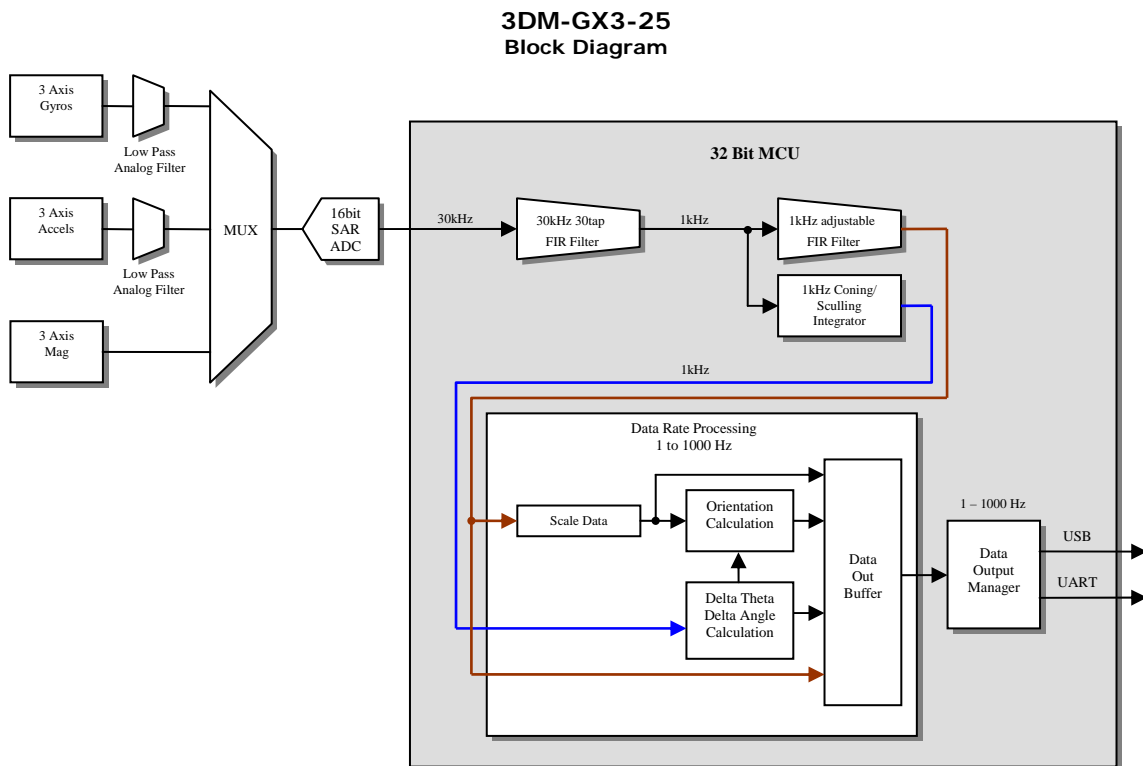 3DM-GX3-25
Block Diagram
3 Axis
Gyros
Low Pass
Analog Filter
3 Axis
Accels
Low Pass
Analog Filter
3 Axis
Mag
MUX
16bit
SAR
ADC
32 Bit MCU
30kHz
30kHz 30tap
FIR Filter
1kHz
1kHz adjustable
FIR Filter
1kHz Coning/
Sculling
Integrator
1kHz
Data Rate Processing
1 to 1000 Hz
Scale Data
Orientation
Calculation
Delta Theta
Delta Angle
Calculation
Data
Out
Buffer
1 – 1000 Hz
Data
Output
Manager
USB
UART